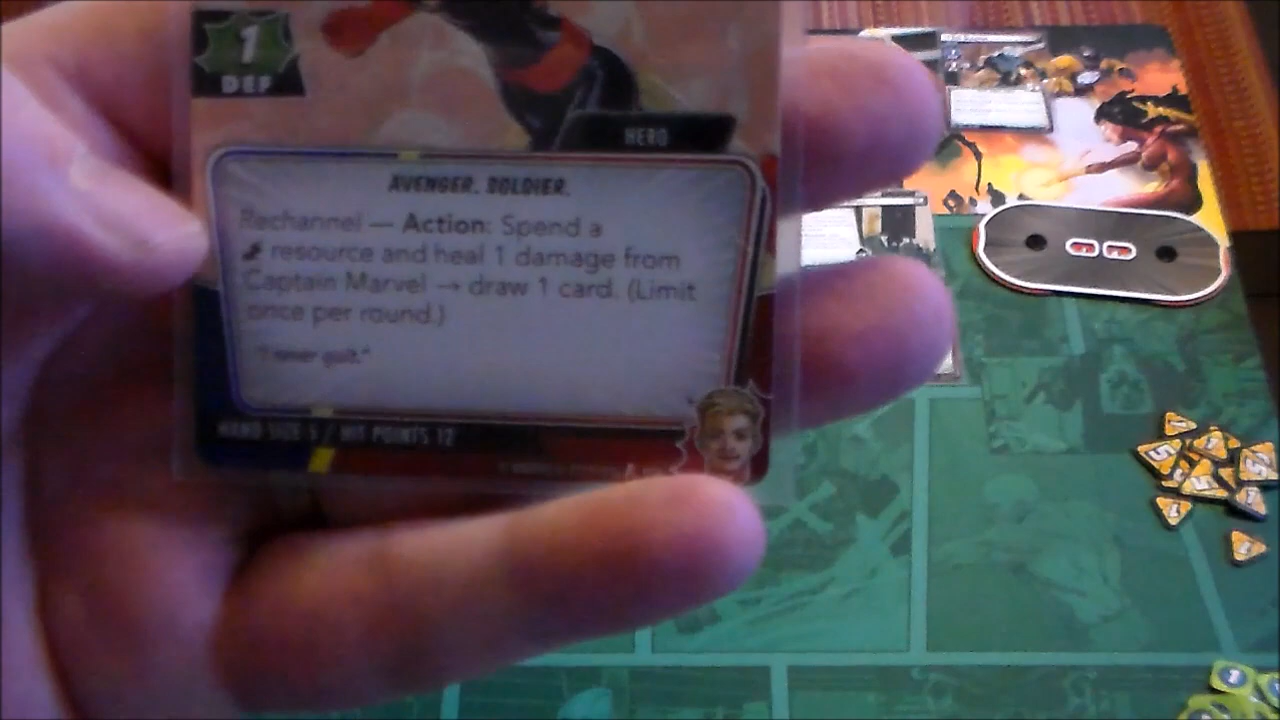 1
DEF
HERO
AVENGER. SOLDIER.
Rechannel — Action: Spend a
resource and heal 1 damage from
Captain Marvel → draw 1 card. (Limit
once per round.)
"I never quit."
HAND SIZE 5 / HIT POINTS 12